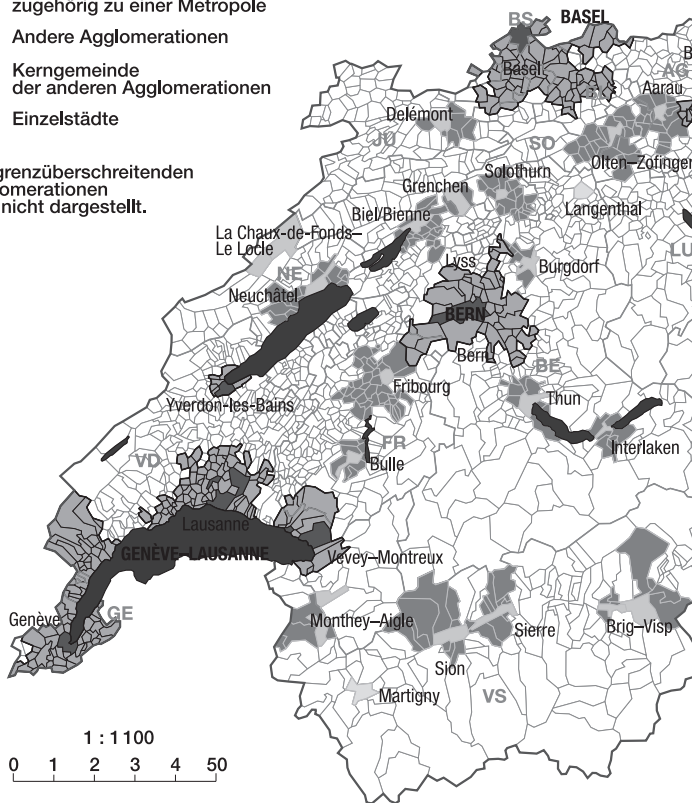 zugehörig zu einer Metropole
Andere Agglomerationen
Kerngemeinde
der anderen Agglomerationen
Einzelstädte
grenzüberschreitenden
omerationen
nicht dargestellt.
BS
BASEL
Basel
AG
Aarau
Delémont
JU
SO
Olten–Zofingen
Solothurn
Grenchen
Langenthal
Biel/Bienne
La Chaux-de-Fonds–
Le Locle
LU
Lyss
Burgdorf
NE
Neuchâtel
BERN
Bern
BE
Fribourg
Thun
Yverdon-les-Bains
FR
Interlaken
VD
Bulle
Lausanne
GENÈVE–LAUSANNE
Vevey–Montreux
Genève
GE
Monthey–Aigle
Sierre
Brig–Visp
Sion
Martigny
VS
1 : 1 100
0 1 2 3 4 50